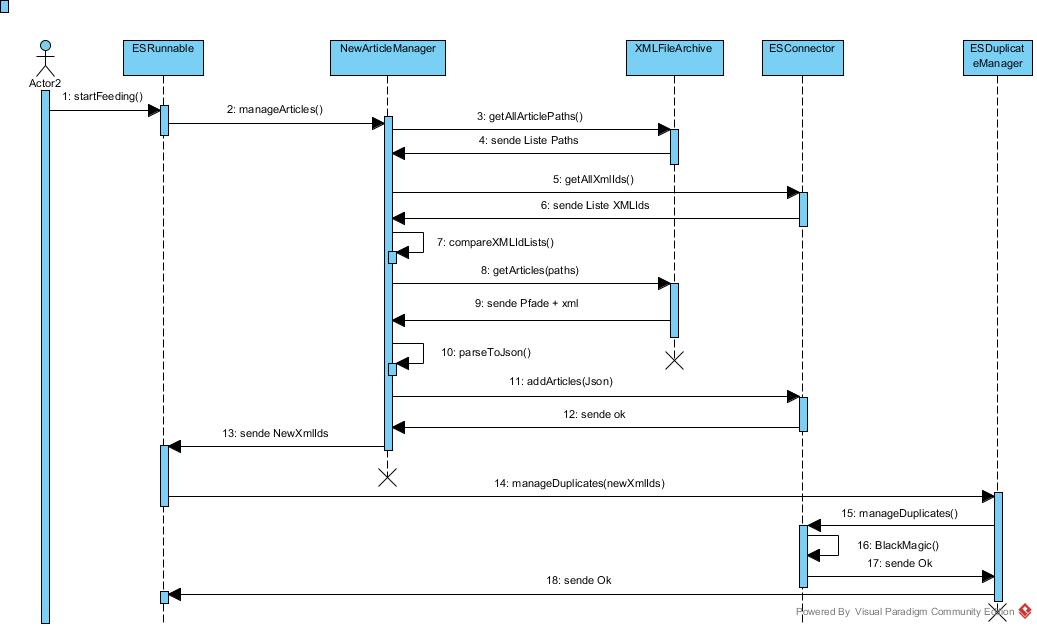 ESRunnable
NewArticleManager
XMLFileArchive
ESConnector
ESDuplicat
eManager
Actor2
1: startFeeding()
2: manageArticles()
3: getAllArticlePaths()
4: sende Liste Paths
5: getAllXmlIds()
6: sende Liste XMLIds
7: compareXMLIdLists()
8: getArticles(paths)
9: sende Pfade + xml
10: parseToJson()
11: addArticles(Json)
12: sende ok
13: sende NewXmlIds
14: manageDuplicates(newXmlIds)
15: manageDuplicates()
16: BlackMagic()
17: sende Ok
18: sende Ok
Powered By Visual Paradigm Community Edition